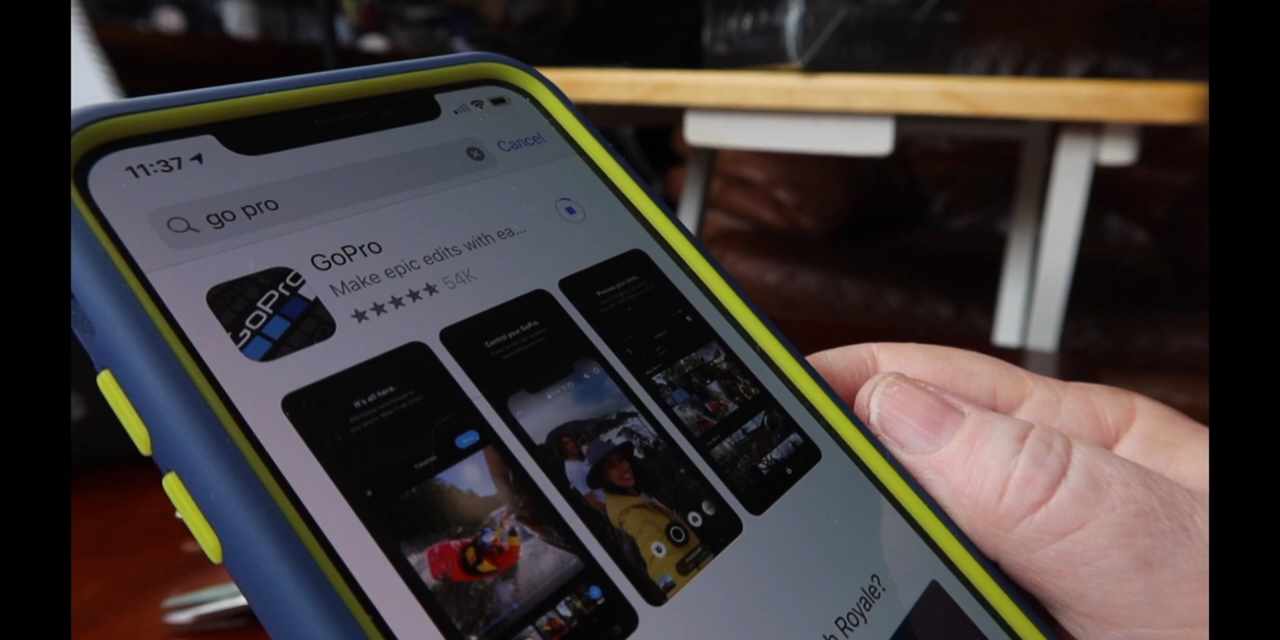 11:37
go pro
Cancel
GoPro
GoPro
Make epic edits with ea...
54K
It's all here.
Control your GoPro.
h Royale?